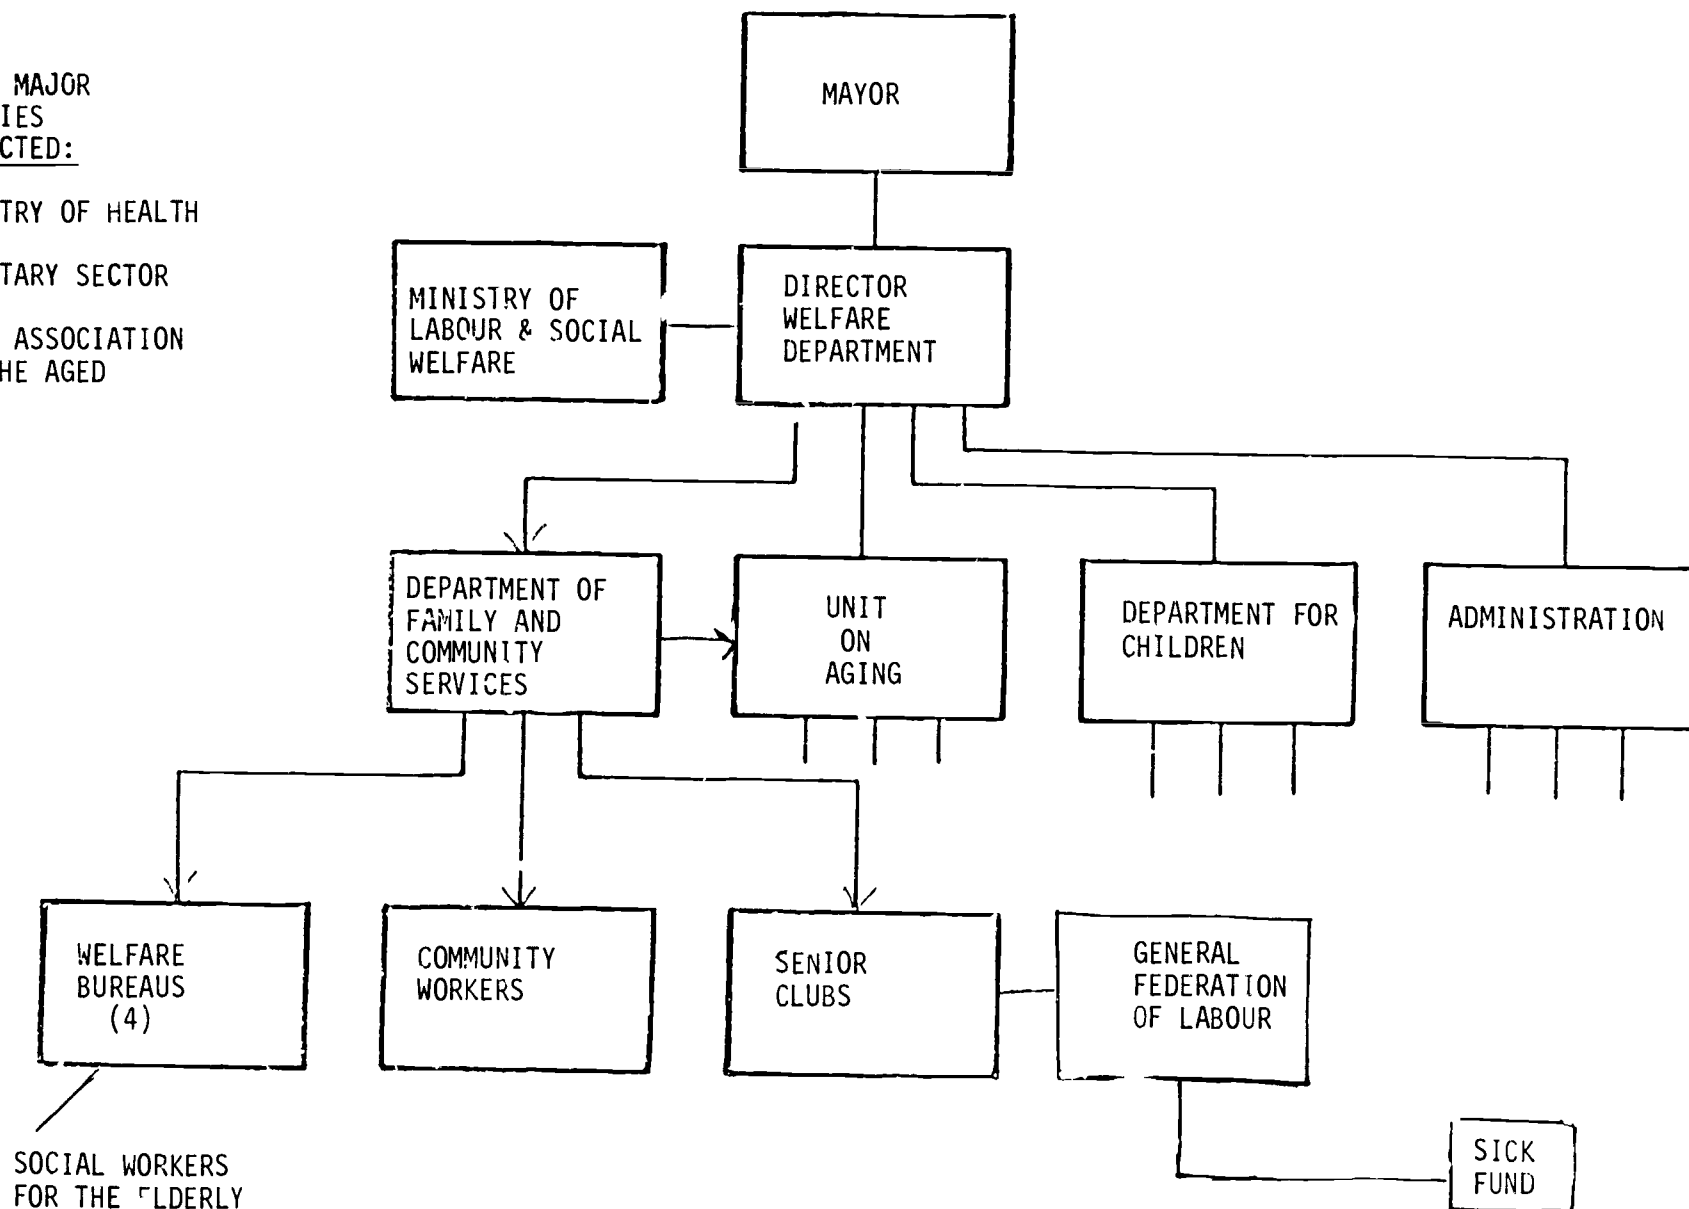 MAJOR
IES
CTED:
TRY OF HEALTH
TARY SECTOR
ASSOCIATION
HE AGED
MAYOR
MINISTRY OF
LABOUR & SOCIAL
WELFARE
DIRECTOR
WELFARE
DEPARTMENT
DEPARTMENT OF
FAMILY AND
COMMUNITY
SERVICES
UNIT
ON
AGING
DEPARTMENT FOR
CHILDREN
ADMINISTRATION
WELFARE
BUREAUS
(4)
COMMUNITY
WORKERS
SENIOR
CLUBS
GENERAL
FEDERATION
OF LABOUR
SOCIAL WORKERS
FOR THE ELDERLY
SICK
FUND